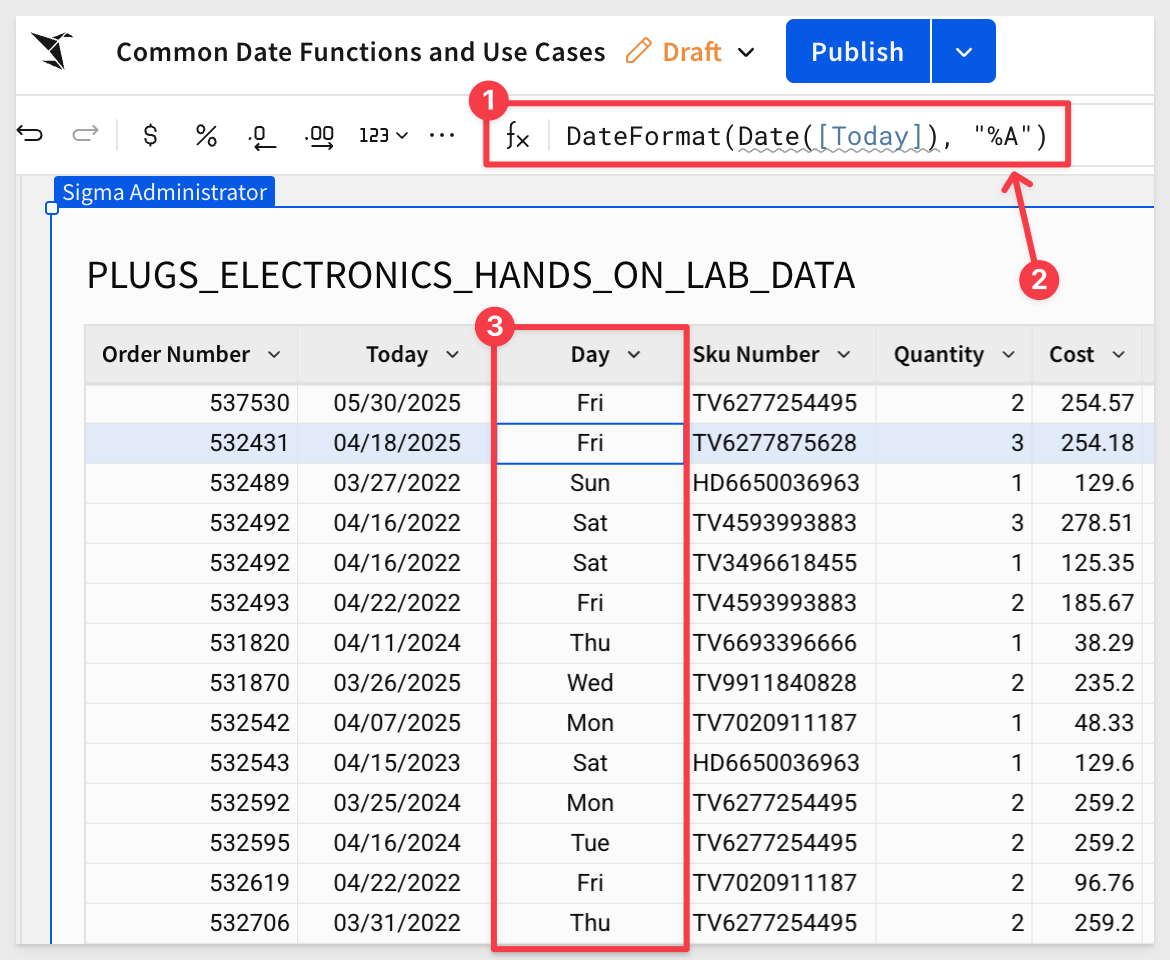 Common Date Functions and Use Cases Draft Publish
1
$ % .0 .00 123 ... fx DateFormat(Date([Today]), "%A")
Sigma Administrator
2
PLUGS_ELECTRONICS_HANDS_ON_LAB_DATA
3
Order Number Today Day Sku Number Quantity Cost
537530 05/30/2025 Fri TV6277254495 2 254.57
532431 04/18/2025 Fri TV6277875628 3 254.18
532489 03/27/2022 Sun HD6650036963 1 129.6
532492 04/16/2022 Sat TV4593993883 3 278.51
532492 04/16/2022 Sat TV3496618455 1 125.35
532493 04/22/2022 Fri TV4593993883 2 185.67
531820 04/11/2024 Thu TV6693396666 1 38.29
531870 03/26/2025 Wed TV9911840828 2 235.2
532542 04/07/2025 Mon TV7020911187 1 48.33
532543 04/15/2023 Sat HD6650036963 1 129.6
532592 03/25/2024 Mon TV6277254495 2 259.2
532595 04/16/2024 Tue TV6277254495 2 259.2
532619 04/22/2022 Fri TV7020911187 2 96.76
532706 03/31/2022 Thu TV6277254495 2 259.2